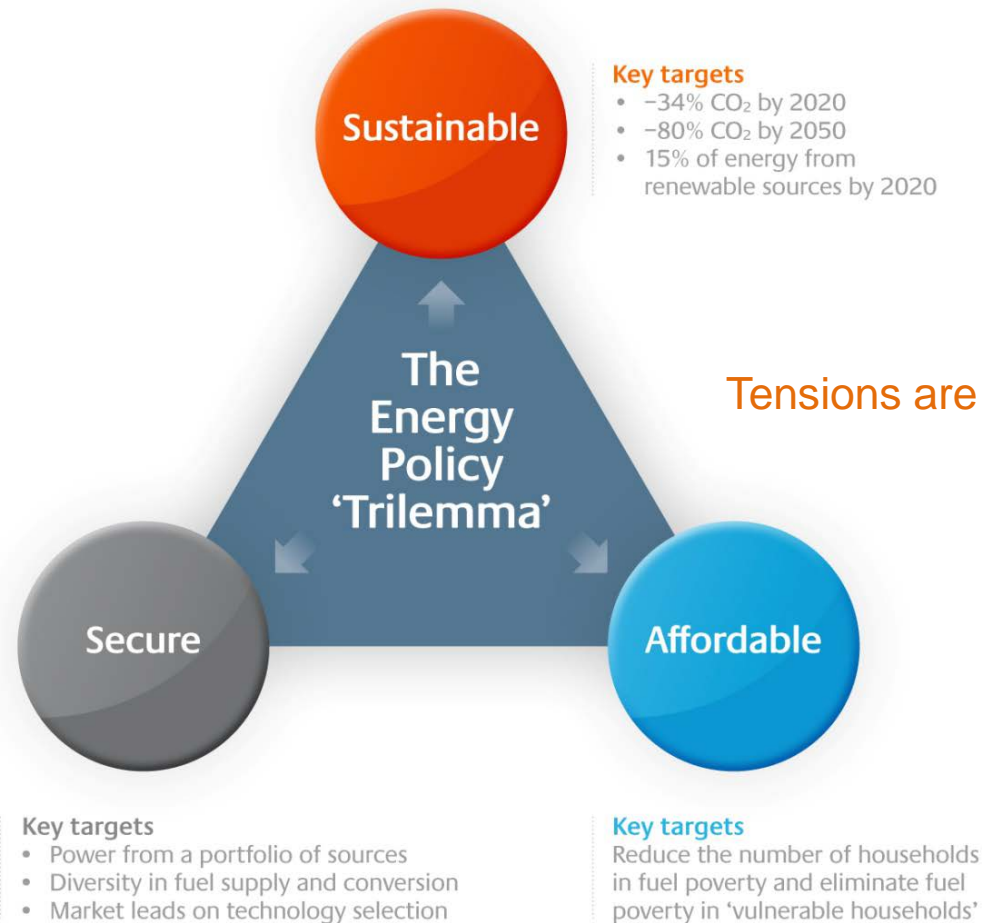 Sustainable
Key targets
• −34% CO₂ by 2020
• −80% CO₂ by 2050
• 15% of energy from
renewable sources by 2020
The
Energy
Policy
‘Trilemma’
Tensions are
Secure
Affordable
Key targets
• Power from a portfolio of sources
• Diversity in fuel supply and conversion
• Market leads on technology selection
Key targets
Reduce the number of households
in fuel poverty and eliminate fuel
poverty in ‘vulnerable households’